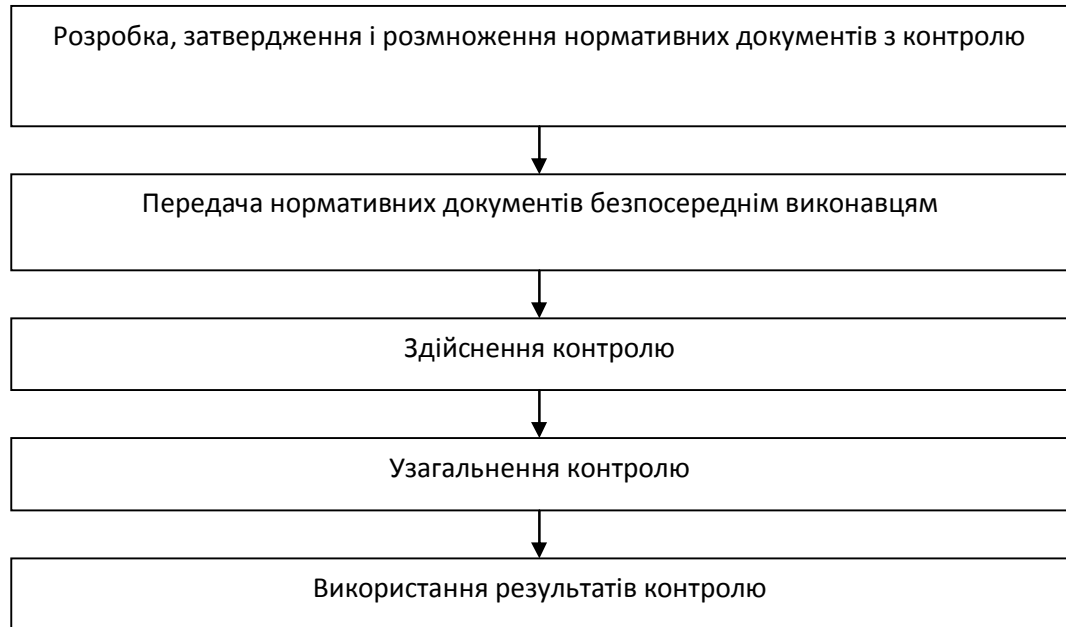 Розробка, затвердження і розмноження нормативних документів з контролю
Передача нормативних документів безпосереднім виконавцям
Здійснення контролю
Узагальнення контролю
Використання результатів контролю